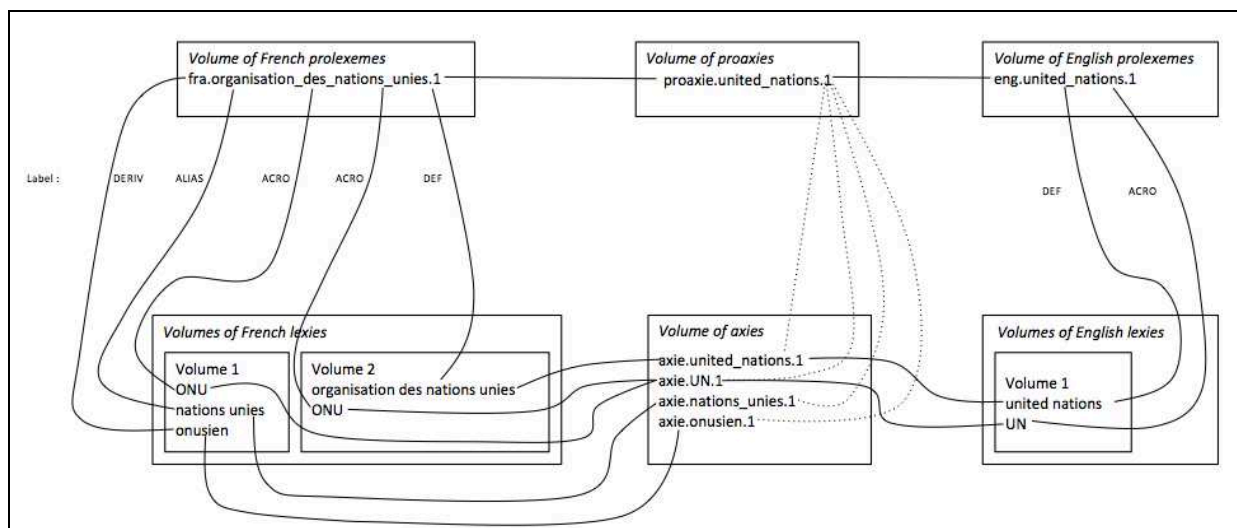 Volume of French prolexemes
fra.organisation_des_nations_unies.1
Volume of proaxies
proaxie.united_nations.1
Volume of English prolexemes
eng.united_nations.1
Label :
DERIV
ALIAS
ACRO
ACRO
DEF
DEF
ACRO
Volumes of French lexies
Volume 1
ONU
nations unies
onusien
Volume 2
organisation des nations unies
ONU
Volume of axies
axie.united_nations.1
axie.UN.1
axie.nations_unies.1
axie.onusien.1
Volumes of English lexies
Volume 1
united nations
UN